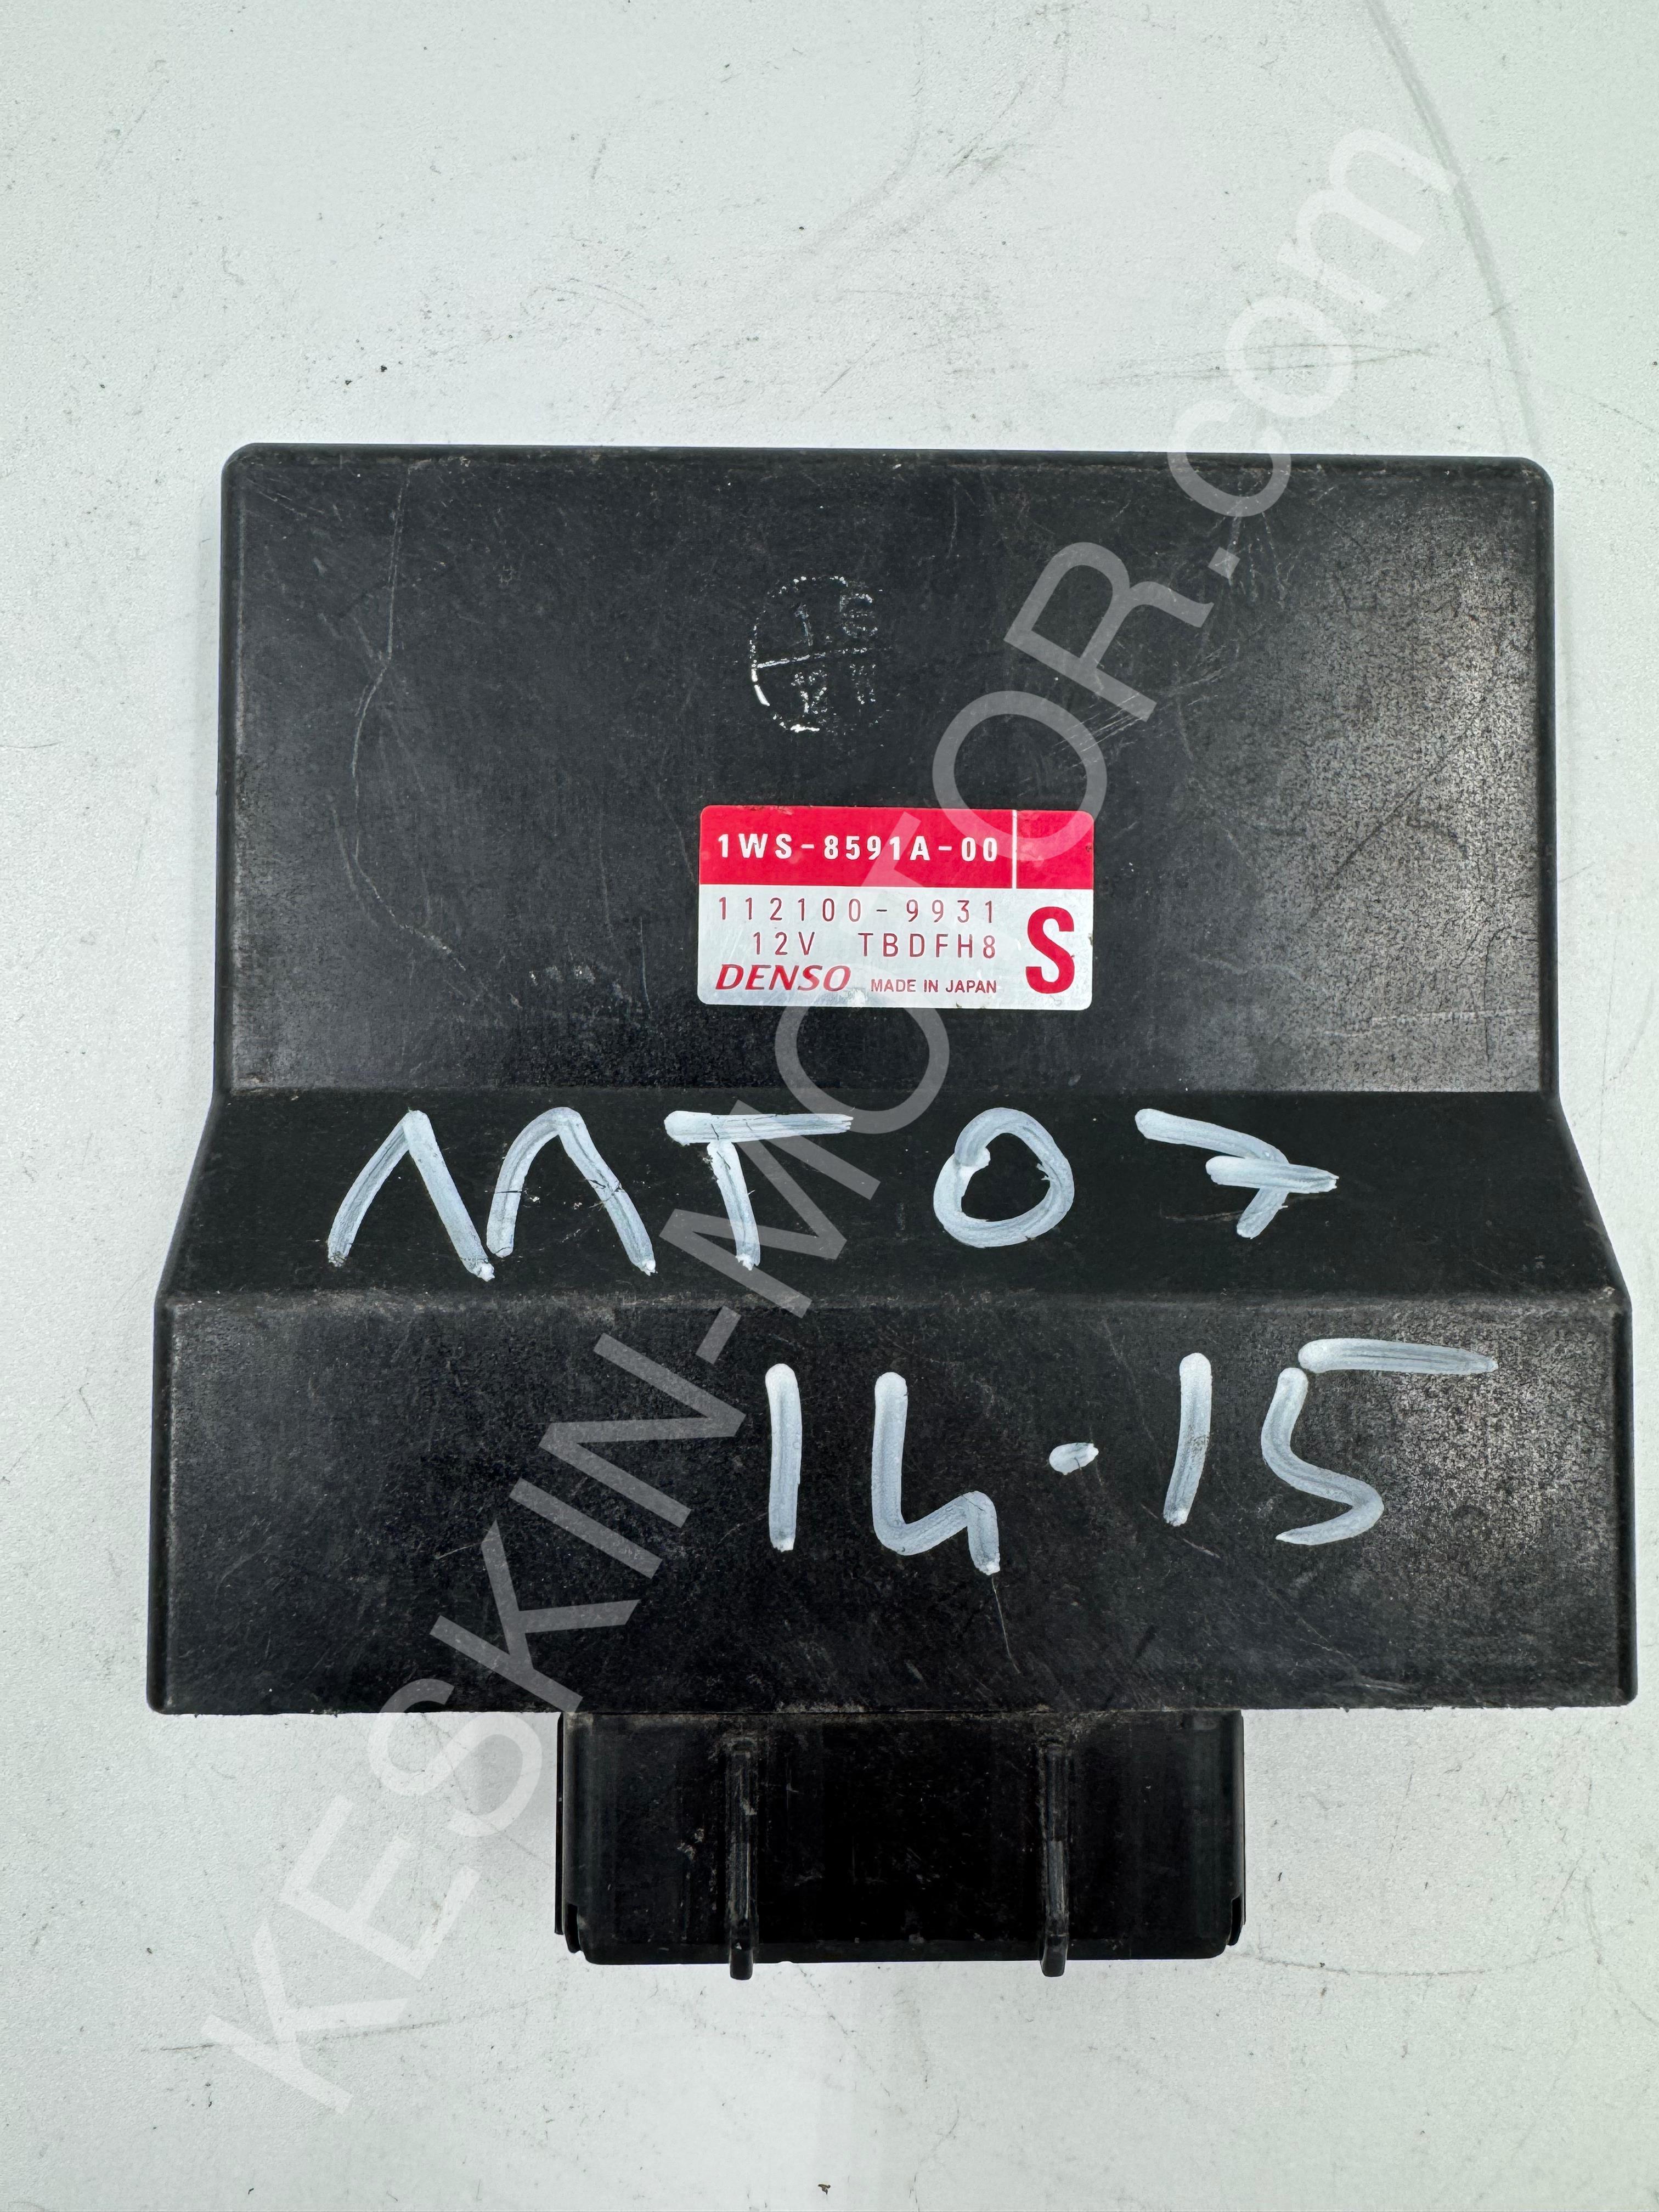 1WS-8591A-00
112100-9931
12V TBDFH8
S
DENSO MADE IN JAPAN
MT07
14.15
KESKIN-MOTOR.com